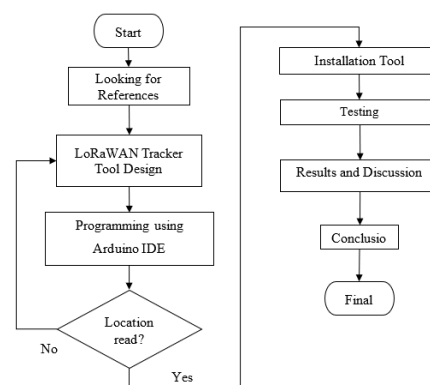 Start
Looking for
References
LoRaWAN Tracker
Tool Design
Programming using
Arduino IDE
Location
read?
No
Yes
Installation Tool
Testing
Results and Discussion
Conclusio
Final